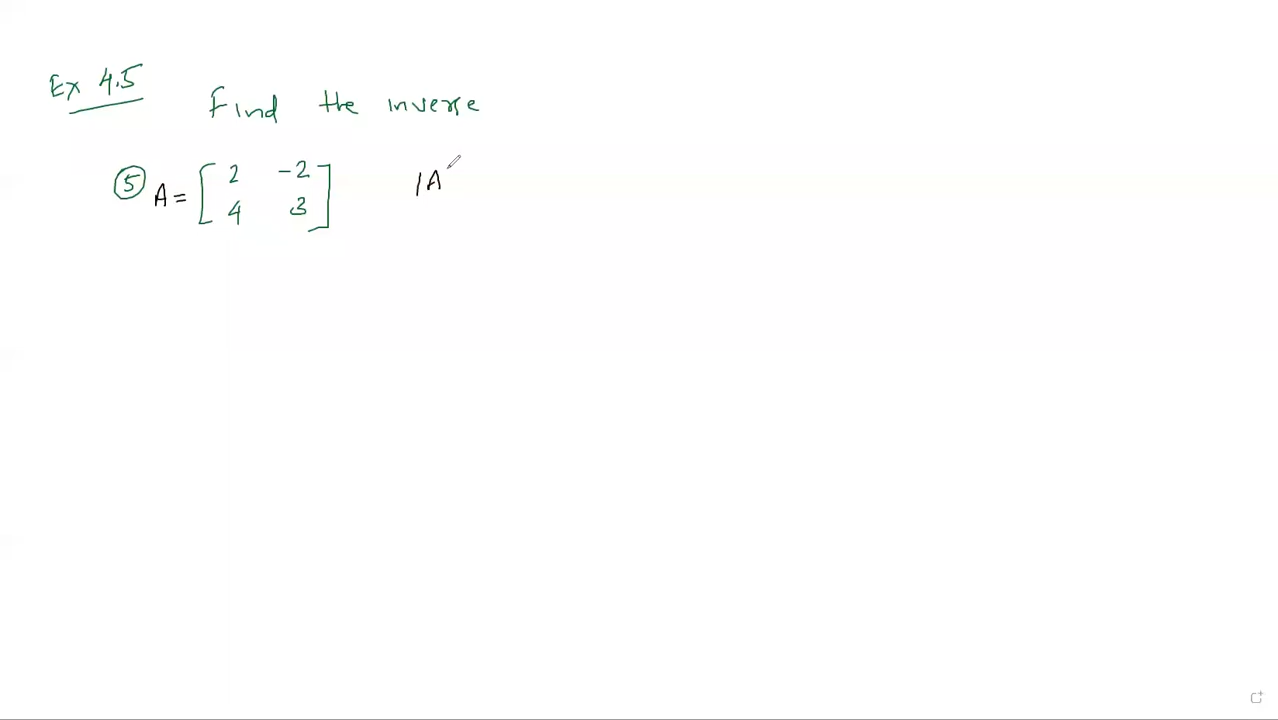 Ex 4.5
Find the inverse
⑤ A = [ 2 -2
4 3 ]
|A